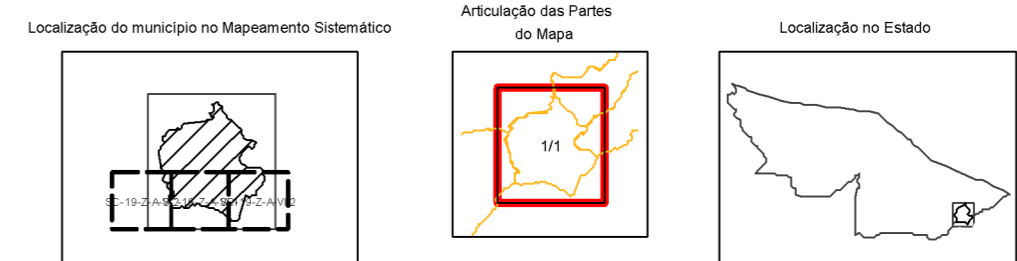 Localização do município no Mapeamento Sistemático
Articulação das Partes
do Mapa
Localização no Estado
1/1